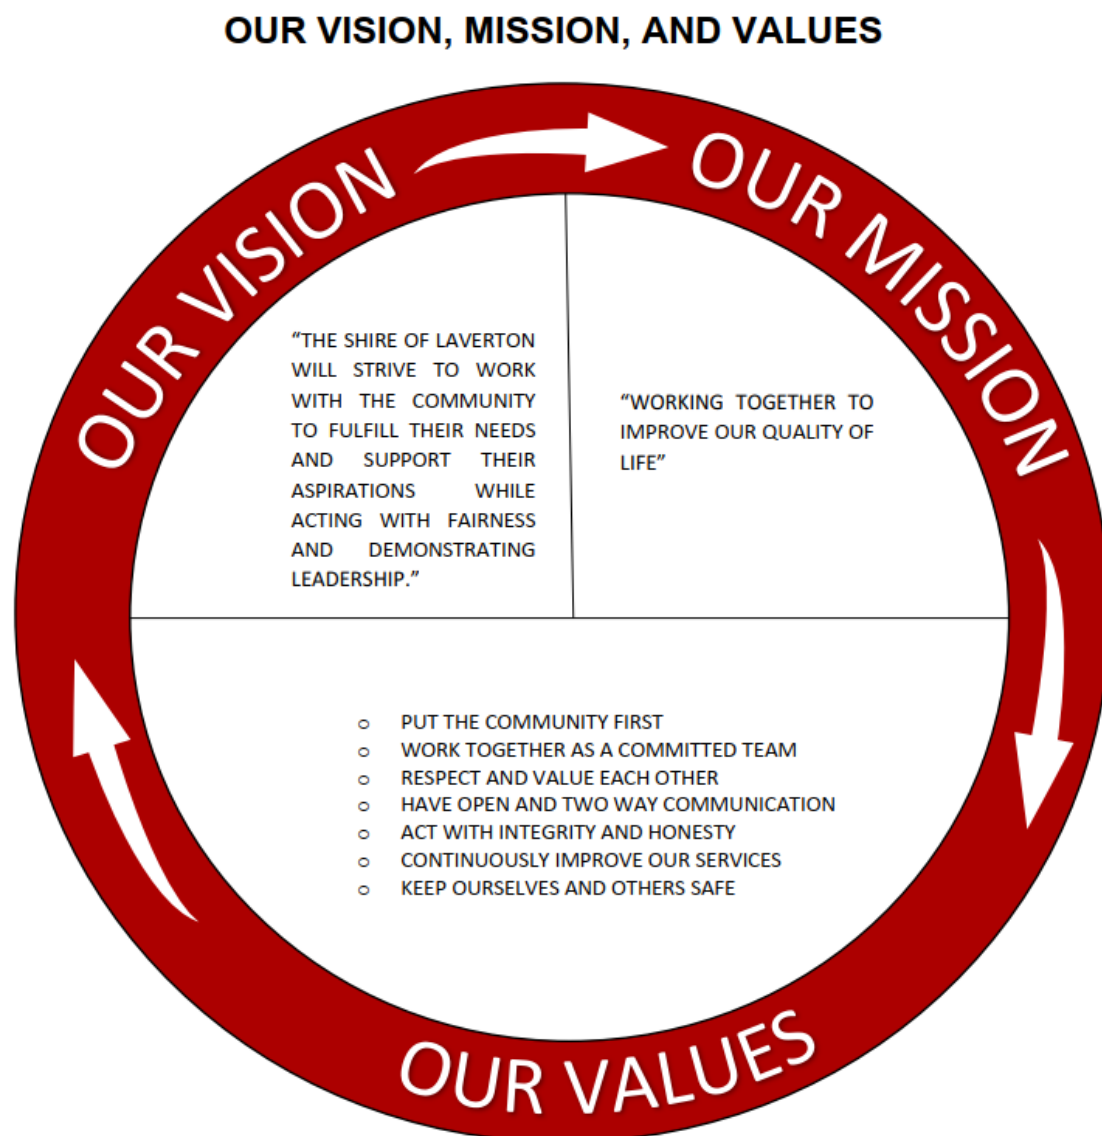 OUR VISION, MISSION, AND VALUES
OUR VISION
OUR MISSION
“THE SHIRE OF LAVERTON
WILL STRIVE TO WORK
WITH THE COMMUNITY
TO FULFILL THEIR NEEDS
AND SUPPORT THEIR
ASPIRATIONS WHILE
ACTING WITH FAIRNESS
AND DEMONSTRATING
LEADERSHIP.”
“WORKING TOGETHER TO
IMPROVE OUR QUALITY OF
LIFE”
o PUT THE COMMUNITY FIRST
o WORK TOGETHER AS A COMMITTED TEAM
o RESPECT AND VALUE EACH OTHER
o HAVE OPEN AND TWO WAY COMMUNICATION
o ACT WITH INTEGRITY AND HONESTY
o CONTINUOUSLY IMPROVE OUR SERVICES
o KEEP OURSELVES AND OTHERS SAFE
OUR VALUES